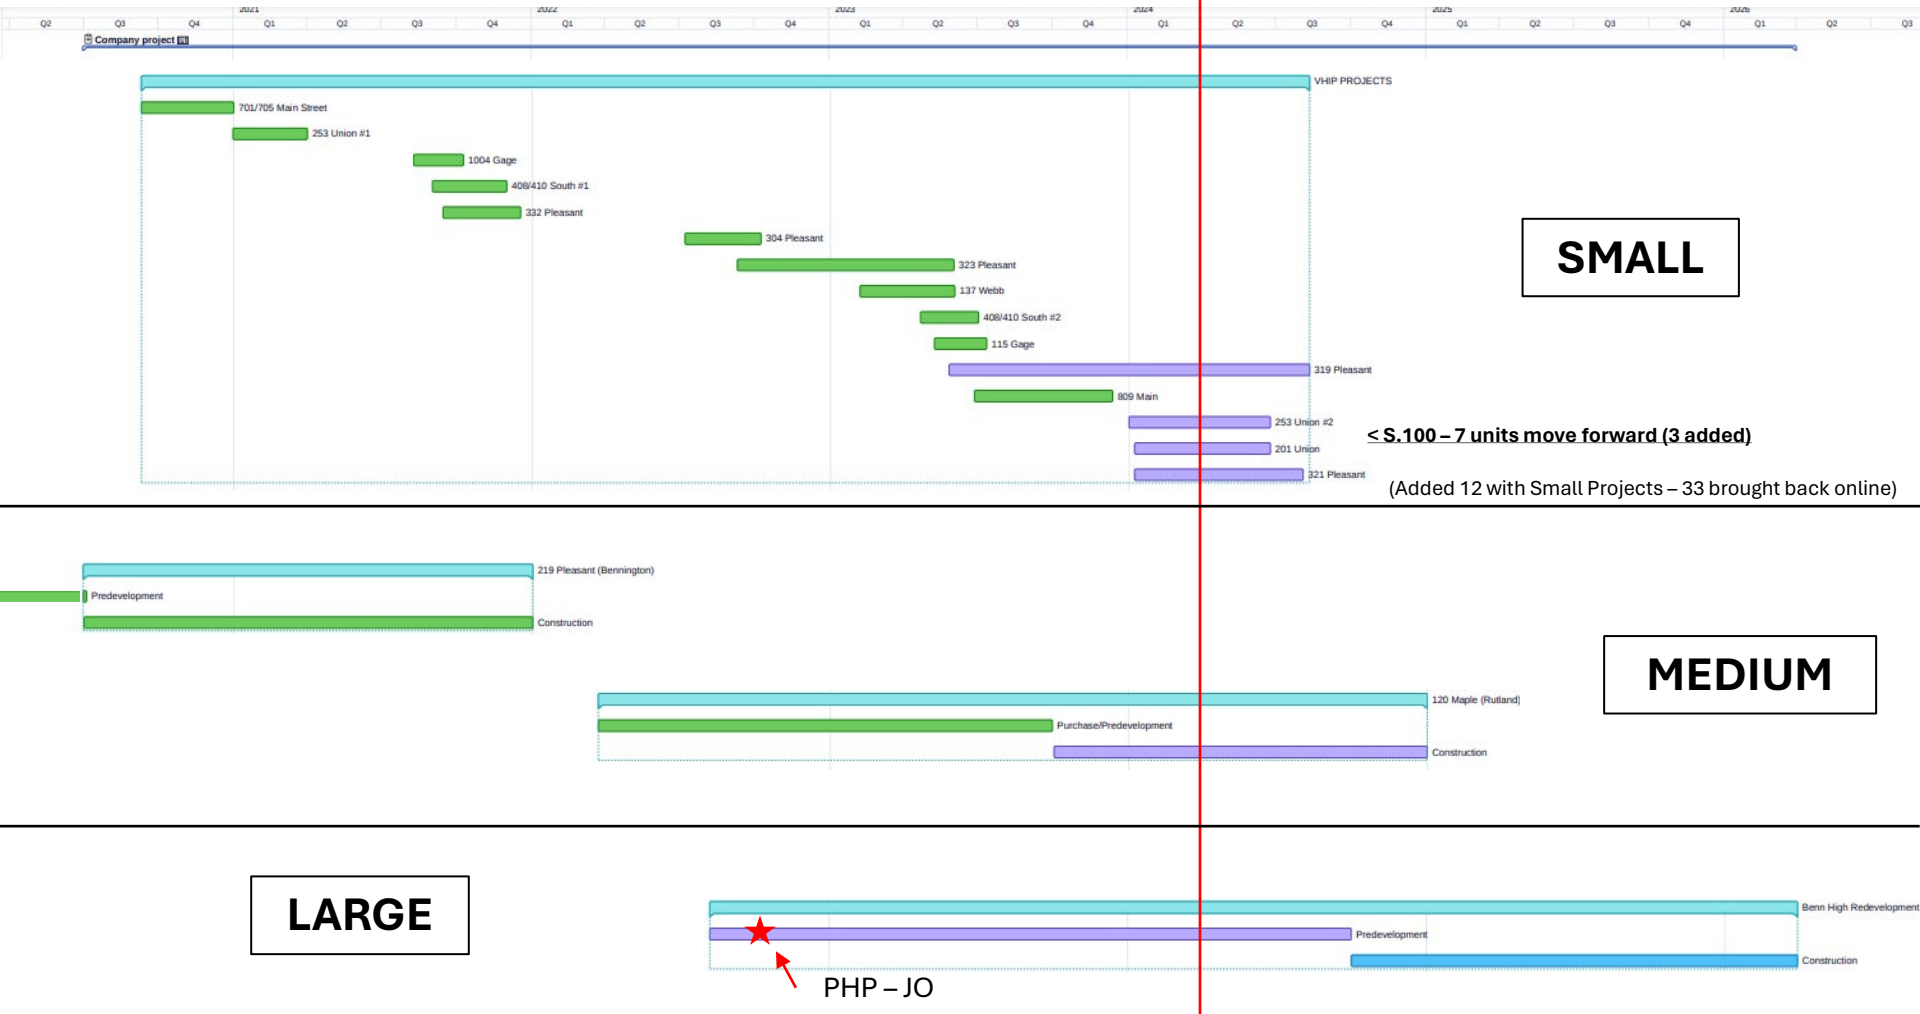 2021 2022 2023 2024 2025 2026
Q2 Q3 Q4 Q1 Q2 Q3 Q4 Q1 Q2 Q3 Q4 Q1 Q2 Q3 Q4 Q1 Q2 Q3 Q4 Q1 Q2 Q3 Q4 Q1 Q2 Q3
Company project
VHIP PROJECTS
701/705 Main Street
253 Union #1
1004 Gage
408/410 South #1
332 Pleasant
304 Pleasant
SMALL
323 Pleasant
137 Webb
408/410 South #2
115 Gage
319 Pleasant
809 Main
253 Union #2
< S.100 – 7 units move forward (3 added)
201 Union
321 Pleasant
(Added 12 with Small Projects – 33 brought back online)
219 Pleasant (Bennington)
Predevelopment
Construction
MEDIUM
120 Maple (Rutland)
Purchase/Predevelopment
Construction
LARGE
Benn High Redevelopment
Predevelopment
Construction
PHP – JO